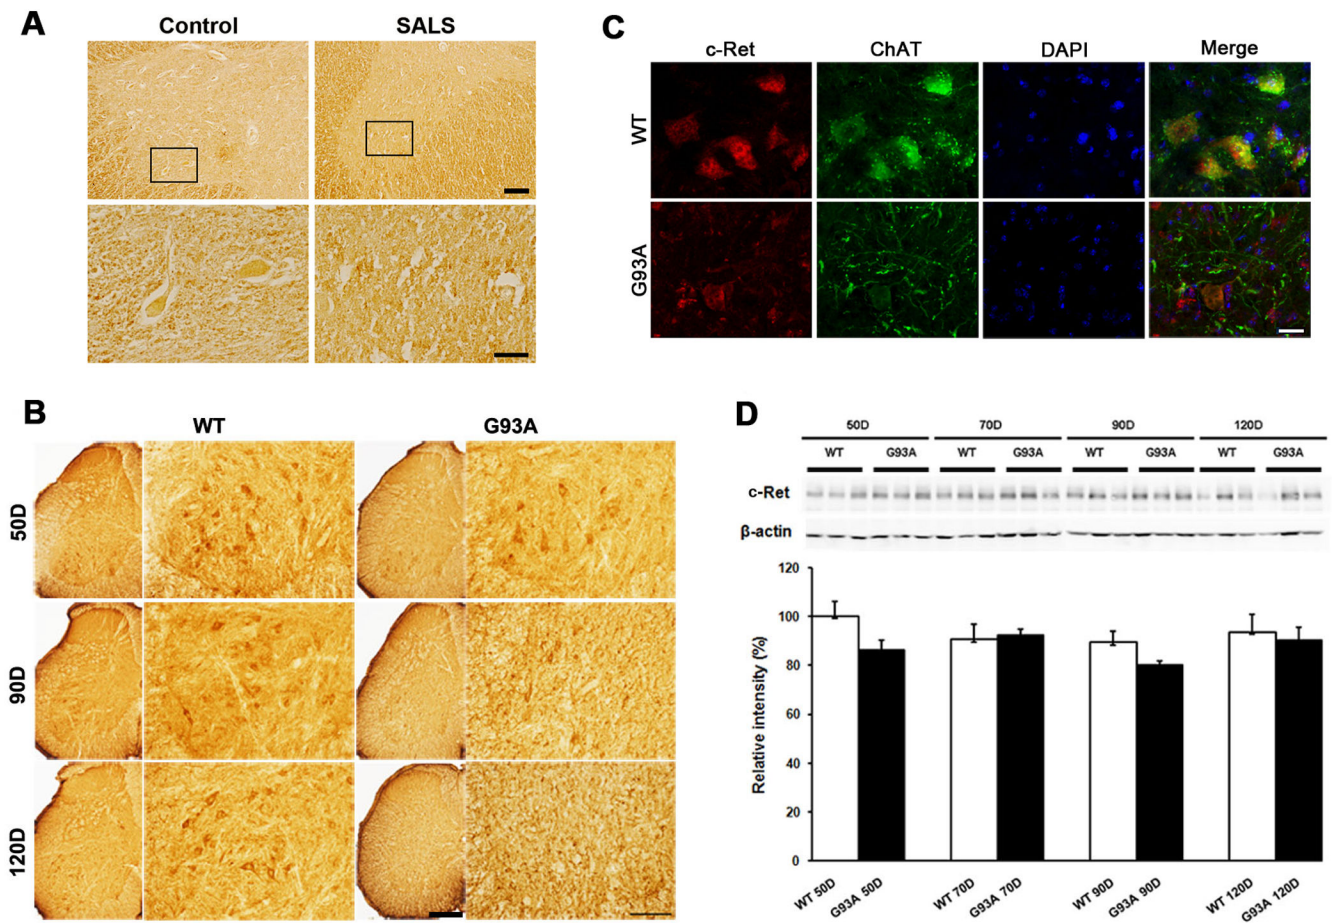 A
Control
SALS
B
WT
G93A
50D
90D
120D
C
c-Ret
ChAT
DAPI
Merge
WT
G93A
D
50D
70D
90D
120D
WT
G93A
WT
G93A
WT
G93A
WT
G93A
c-Ret
β-actin
Relative intensity (%)
120
100
80
60
40
20
0
WT 50D
G93A 50D
WT 70D
G93A 70D
WT 90D
G93A 90D
WT 120D
G93A 120D